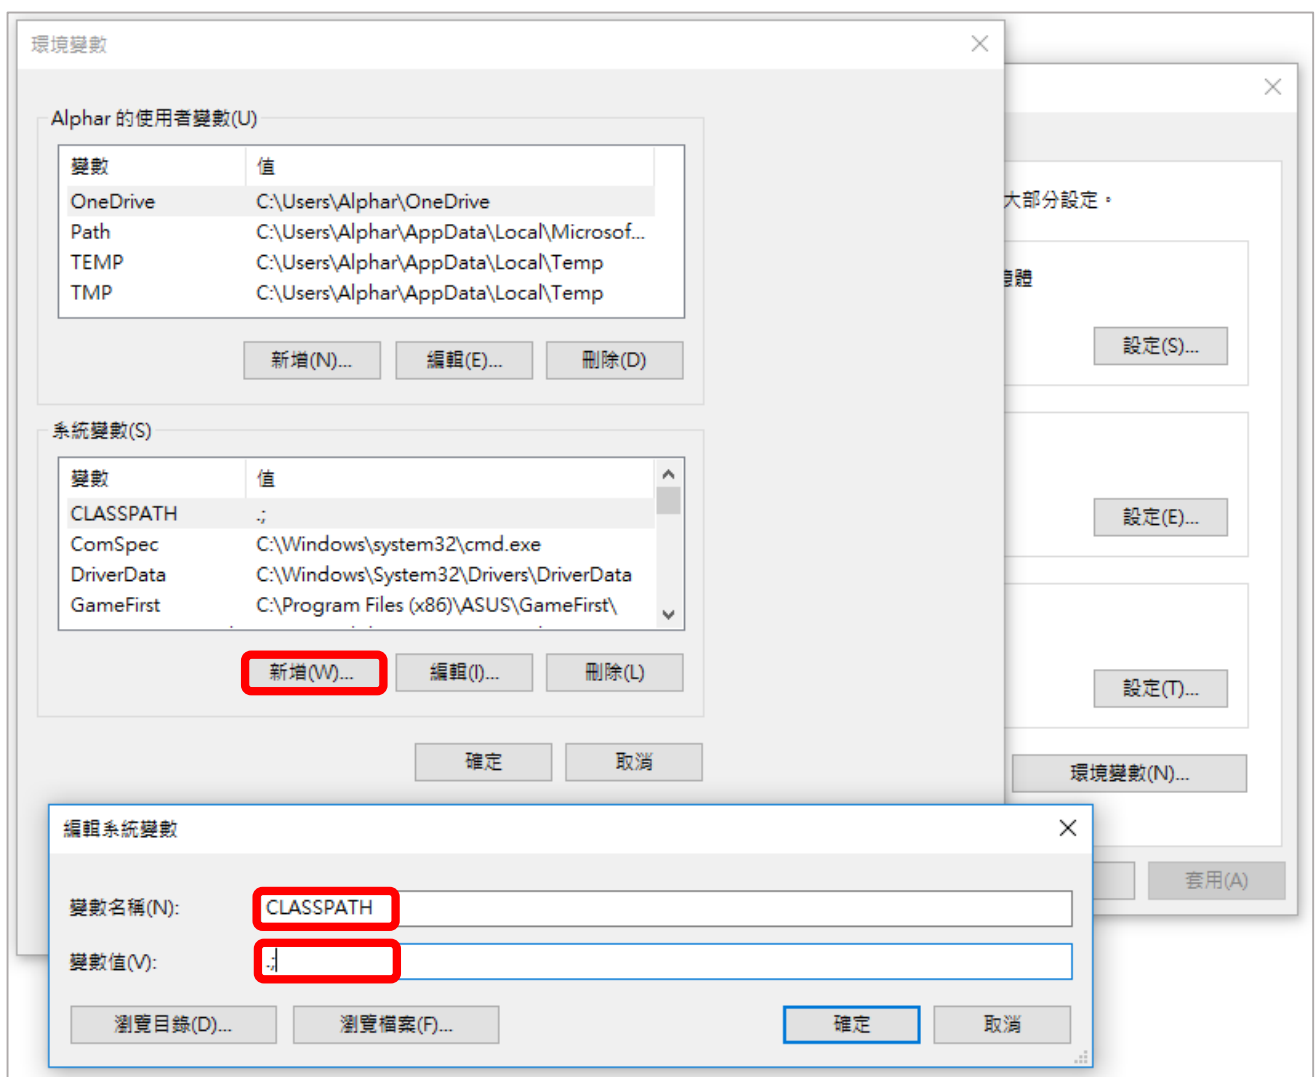 環境變數
Alphar 的使用者變數(U)
變數 值
OneDrive C:\Users\Alphar\OneDrive
Path C:\Users\Alphar\AppData\Local\Microsof...
TEMP C:\Users\Alphar\AppData\Local\Temp
TMP C:\Users\Alphar\AppData\Local\Temp
新增(N)... 編輯(E)... 刪除(D)
系統變數(S)
變數 值
CLASSPATH .;
ComSpec C:\Windows\system32\cmd.exe
DriverData C:\Windows\System32\Drivers\DriverData
GameFirst C:\Program Files (x86)\ASUS\GameFirst\
新增(W)... 編輯(I)... 刪除(L)
確定 取消
大部分設定。
憶體
設定(S)...
設定(E)...
設定(T)...
環境變數(N)...
套用(A)
編輯系統變數
變數名稱(N): CLASSPATH
變數值(V): .;
瀏覽目錄(D)... 瀏覽檔案(F)... 確定 取消